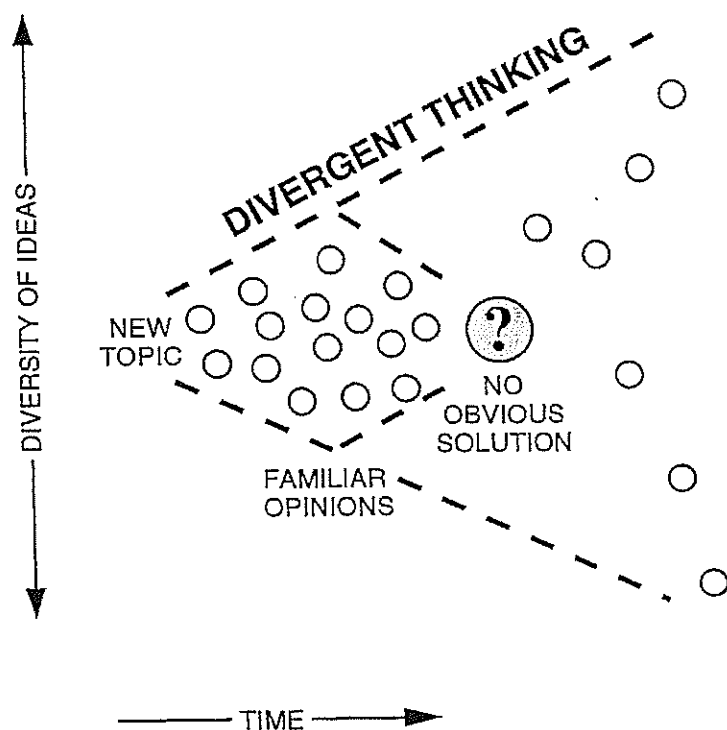 DIVERGENT THINKING
DIVERSITY OF IDEAS
NEW
TOPIC
?
NO
OBVIOUS
SOLUTION
FAMILIAR
OPINIONS
TIME